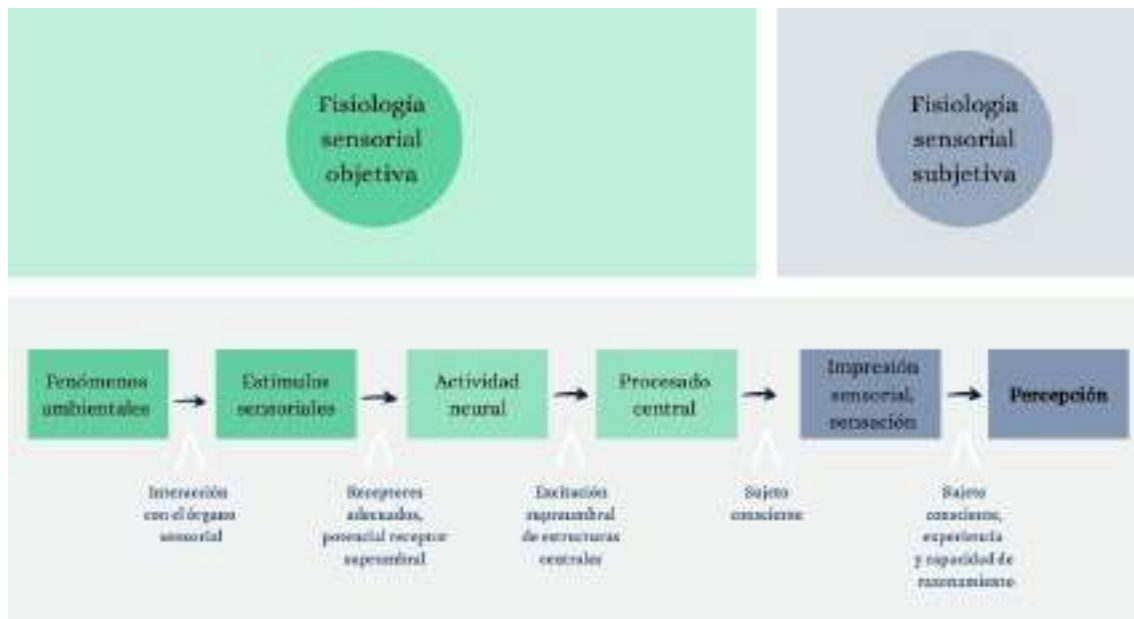 Fisiología
sensorial
objetiva
Fisiología
sensorial
subjetiva
Fenómenos
ambientales
Estímulos
sensoriales
Actividad
neural
Procesado
central
Impresión
sensorial,
sensación
Percepción
Interacción
con el órgano
sensorial
Receptores
adecuados,
potencial receptor
supraumbral
Excitación
supraumbral
de estructuras
centrales
Sujeto
consciente
Sujeto
consciente,
experiencia
y capacidad de
razonamiento